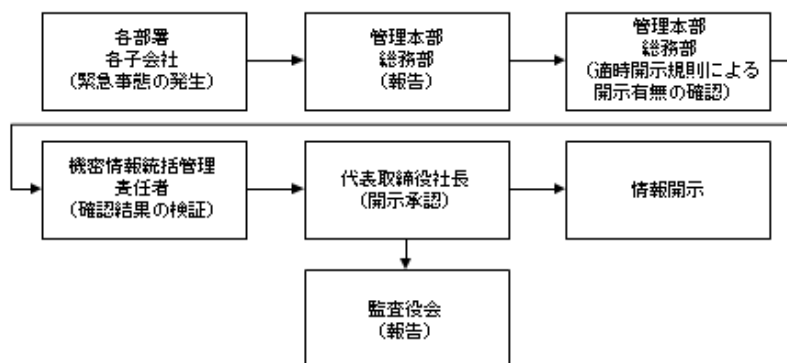 各部署
各子会社
(緊急事態の発生)
管理本部
総務部
(報告)
管理本部
総務部
(適時開示規則による
開示有無の確認)
機密情報統括管理
責任者
(確認結果の検証)
代表取締役社長
(開示承認)
情報開示
監査役会
(報告)